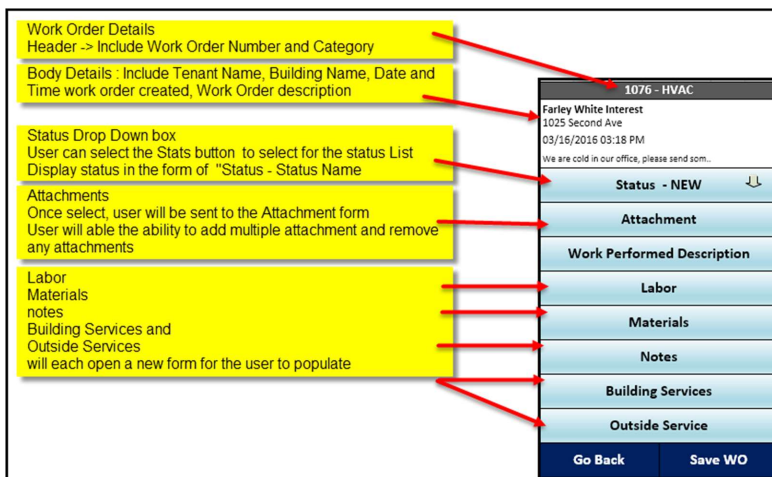 Work Order Details
Header -> Include Work Order Number and Category
Body Details : Include Tenant Name, Building Name, Date and
Time work order created, Work Order description
Status Drop Down box
User can select the Stats button to select for the status List
Display status in the form of "Status - Status Name
Attachments
Once select, user will be sent to the Attachment form
User will able the ability to add multiple attachment and remove
any attachments
Labor
Materials
notes
Building Services and
Outside Services
will each open a new form for the user to populate
1076 - HVAC
Farley White Interest
1025 Second Ave
03/16/2016 03:18 PM
We are cold in our office, please send som..
Status - NEW
Attachment
Work Performed Description
Labor
Materials
Notes
Building Services
Outside Service
Go Back
Save WO